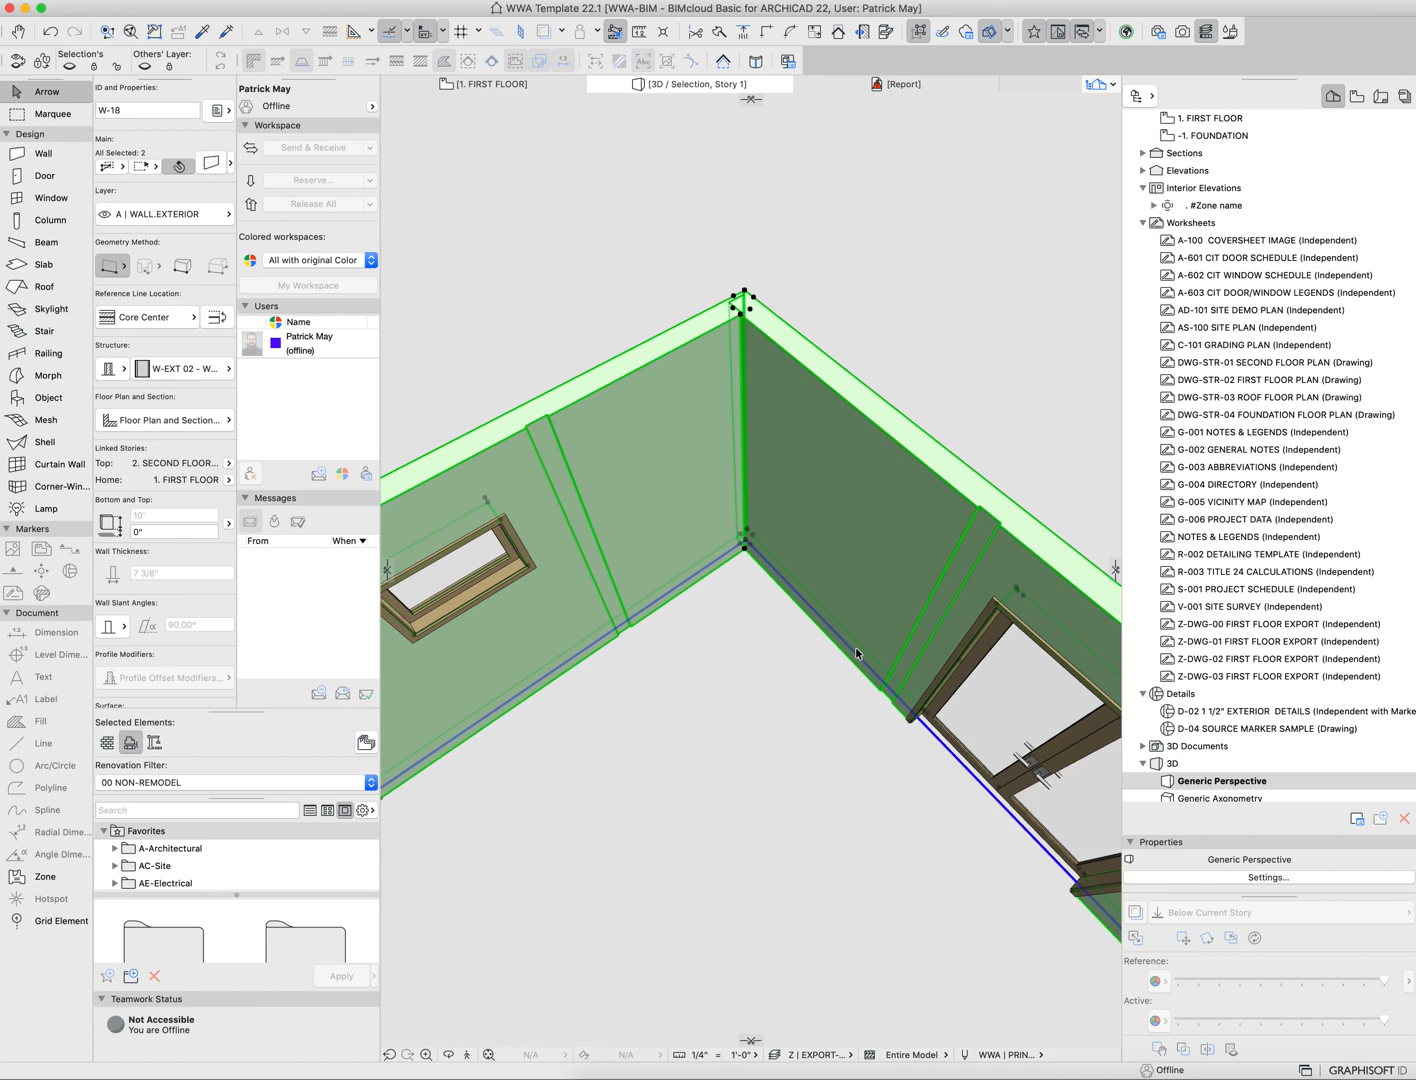 WWA Template 22.1 [WWA-BIM - BIMcloud Basic for ARCHICAD 22, User: Patrick May]
Selection's
Others' Layer:
Arrow
Marquee
Design
Wall
Door
Window
Column
Beam
Slab
Roof
Skylight
Stair
Railing
Morph
Object
Mesh
Shell
Curtain Wall
Corner-Win...
Lamp
Markers
Document
Dimension
Level Dime...
Text
Label
Fill
Line
Arc/Circle
Polyline
Spline
Radial Dime...
Angle Dime...
Zone
Hotspot
Grid Element
ID and Properties:
W-18
Main:
All Selected: 2
Layer:
A | WALL.EXTERIOR
Geometry Method:
Reference Line Location:
Core Center
Structure:
W-EXT 02 - W...
Floor Plan and Section:
Floor Plan and Section...
Linked Stories:
Top: 2. SECOND FLOOR...
Home: 1. FIRST FLOOR
Bottom and Top:
10'
0"
Wall Thickness:
7 3/8"
Wall Slant Angles:
90.00°
Profile Modifiers:
Profile Offset Modifiers...
Surface:
Selected Elements:
Renovation Filter:
00 NON-REMODEL
Search
Favorites
A-Architectural
AC-Site
AE-Electrical
Apply
Teamwork Status
Not Accessible
You are Offline
Patrick May
Offline
Workspace
Send & Receive
Reserve...
Release All
Colored workspaces:
All with original Color
My Workspace
Users
Name
Patrick May
(offline)
Messages
From
When
[1. FIRST FLOOR]
[3D / Selection, Story 1]
[Report]
N/A
N/A
1/4" = 1'-0"
Z | EXPORT-...
Entire Model
WWA | PRIN...
1. FIRST FLOOR
-1. FOUNDATION
Sections
Elevations
Interior Elevations
. #Zone name
Worksheets
A-100 COVERSHEET IMAGE (Independent)
A-601 CIT DOOR SCHEDULE (Independent)
A-602 CIT WINDOW SCHEDULE (Independent)
A-603 CIT DOOR/WINDOW LEGENDS (Independent)
AD-101 SITE DEMO PLAN (Independent)
AS-100 SITE PLAN (Independent)
C-101 GRADING PLAN (Independent)
DWG-STR-01 SECOND FLOOR PLAN (Drawing)
DWG-STR-02 FIRST FLOOR PLAN (Drawing)
DWG-STR-03 ROOF FLOOR PLAN (Drawing)
DWG-STR-04 FOUNDATION FLOOR PLAN (Drawing)
G-001 NOTES & LEGENDS (Independent)
G-002 GENERAL NOTES (Independent)
G-003 ABBREVIATIONS (Independent)
G-004 DIRECTORY (Independent)
G-005 VICINITY MAP (Independent)
G-006 PROJECT DATA (Independent)
NOTES & LEGENDS (Independent)
R-002 DETAILING TEMPLATE (Independent)
R-003 TITLE 24 CALCULATIONS (Independent)
S-001 PROJECT SCHEDULE (Independent)
V-001 SITE SURVEY (Independent)
Z-DWG-00 FIRST FLOOR EXPORT (Independent)
Z-DWG-01 FIRST FLOOR EXPORT (Independent)
Z-DWG-02 FIRST FLOOR EXPORT (Independent)
Z-DWG-03 FIRST FLOOR EXPORT (Independent)
Details
D-02 1 1/2" EXTERIOR DETAILS (Independent with Marke
D-04 SOURCE MARKER SAMPLE (Drawing)
3D Documents
3D
Generic Perspective
Generic Axonometry
Properties
Generic Perspective
Settings...
Below Current Story
Reference:
Active:
Offline
GRAPHISOFT ID